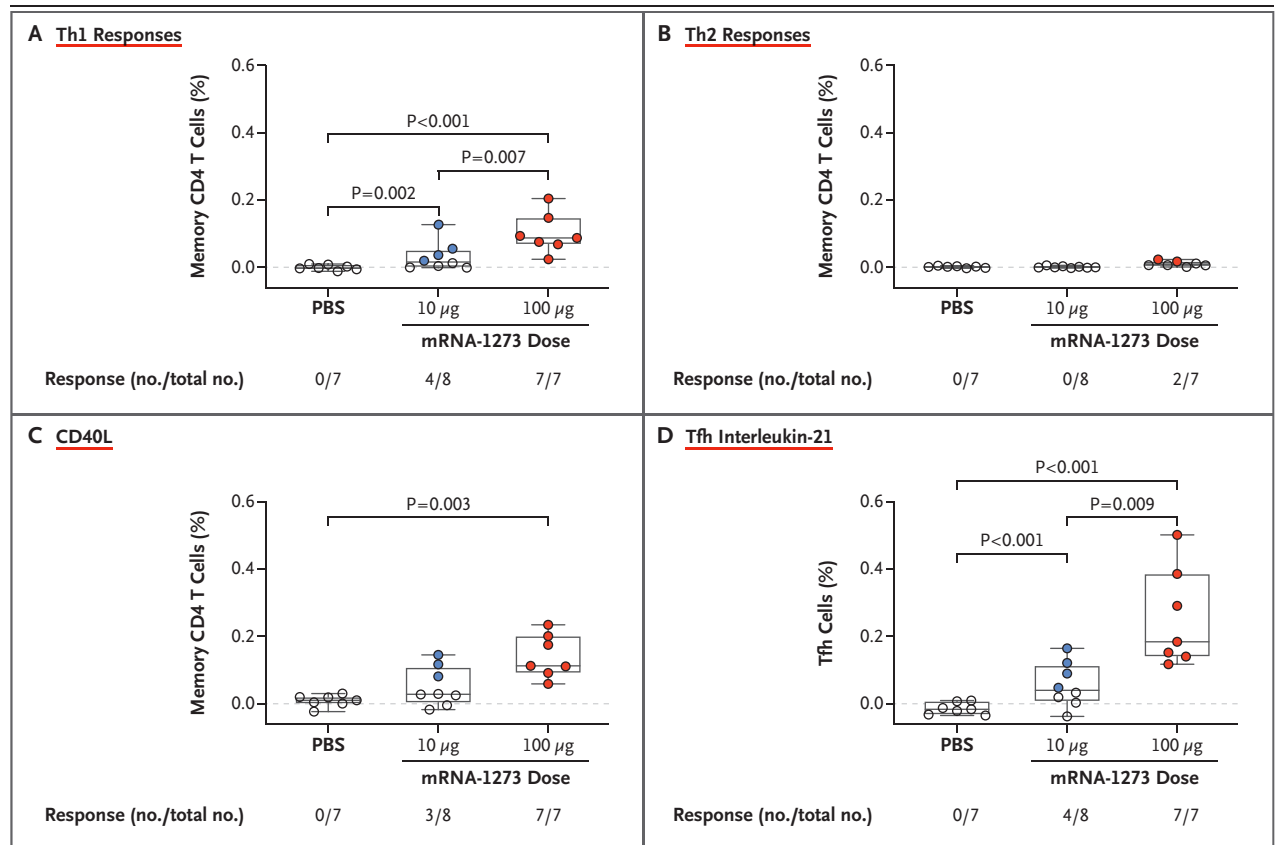 A Th1 Responses
Memory CD4 T Cells (%)
0.6
0.4
0.2
0.0
P<0.001
P=0.007
P=0.002
PBS 10 µg 100 µg
mRNA-1273 Dose
Response (no./total no.) 0/7 4/8 7/7
B Th2 Responses
Memory CD4 T Cells (%)
0.6
0.4
0.2
0.0
PBS 10 µg 100 µg
mRNA-1273 Dose
Response (no./total no.) 0/7 0/8 2/7
C CD40L
Memory CD4 T Cells (%)
0.6
0.4
0.2
0.0
P=0.003
PBS 10 µg 100 µg
mRNA-1273 Dose
Response (no./total no.) 0/7 3/8 7/7
D Tfh Interleukin-21
Tfh Cells (%)
0.6
0.4
0.2
0.0
P<0.001
P=0.009
P<0.001
PBS 10 µg 100 µg
mRNA-1273 Dose
Response (no./total no.) 0/7 4/8 7/7